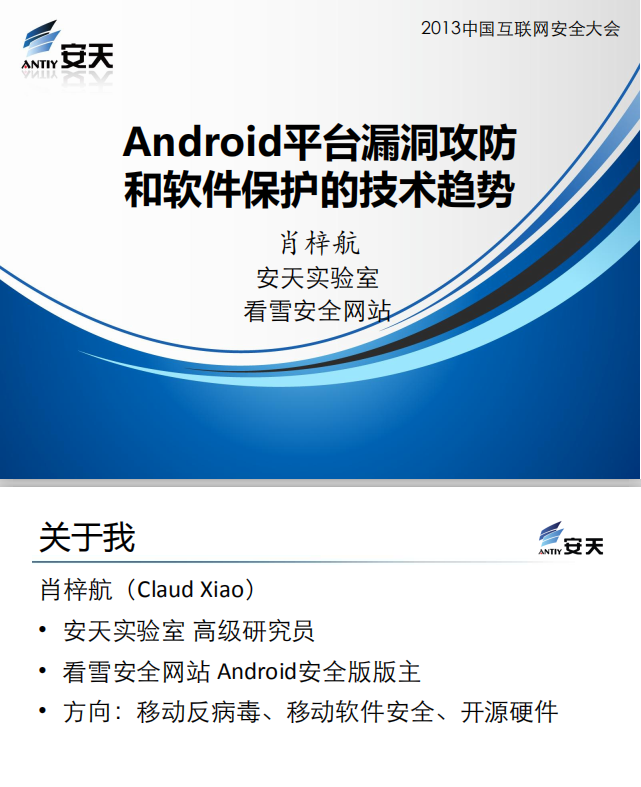 ANTIY 安天
2013中国互联网安全大会
Android平台漏洞攻防
和软件保护的技术趋势
肖梓航
安天实验室
看雪安全网站
关于我
ANTIY 安天
肖梓航（Claud Xiao）
• 安天实验室 高级研究员
• 看雪安全网站 Android安全版版主
• 方向：移动反病毒、移动软件安全、开源硬件